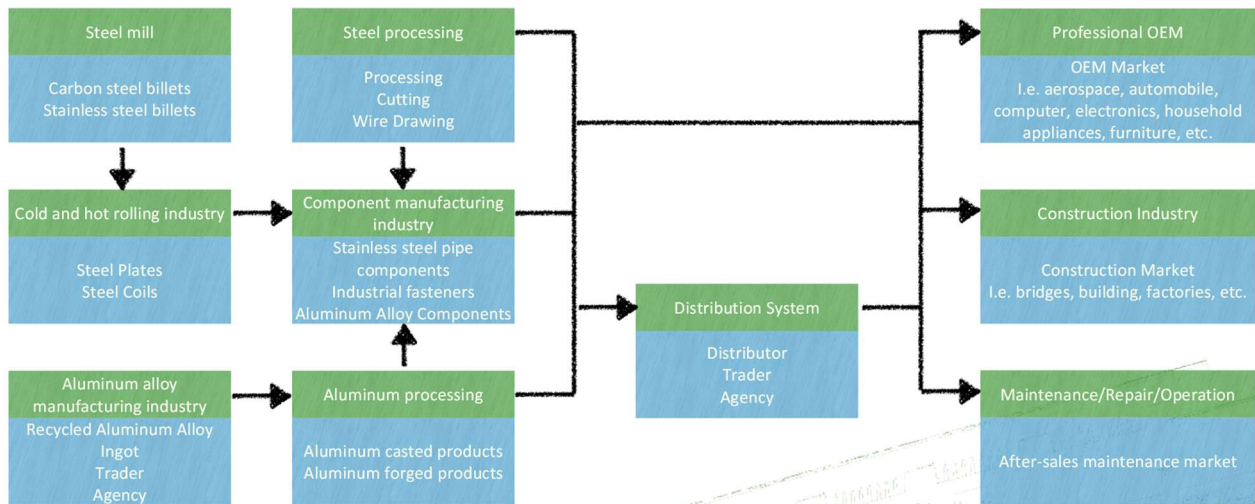 Steel mill
Carbon steel billets
Stainless steel billets
Steel processing
Processing
Cutting
Wire Drawing
Professional OEM
OEM Market
I.e. aerospace, automobile,
computer, electronics, household
appliances, furniture, etc.
Cold and hot rolling industry
Steel Plates
Steel Coils
Component manufacturing
industry
Stainless steel pipe
components
Industrial fasteners
Aluminum Alloy Components
Construction Industry
Construction Market
I.e. bridges, building, factories, etc.
Distribution System
Distributor
Trader
Agency
Aluminum alloy
manufacturing industry
Recycled Aluminum Alloy
Ingot
Trader
Agency
Aluminum processing
Aluminum casted products
Aluminum forged products
Maintenance/Repair/Operation
After-sales maintenance market